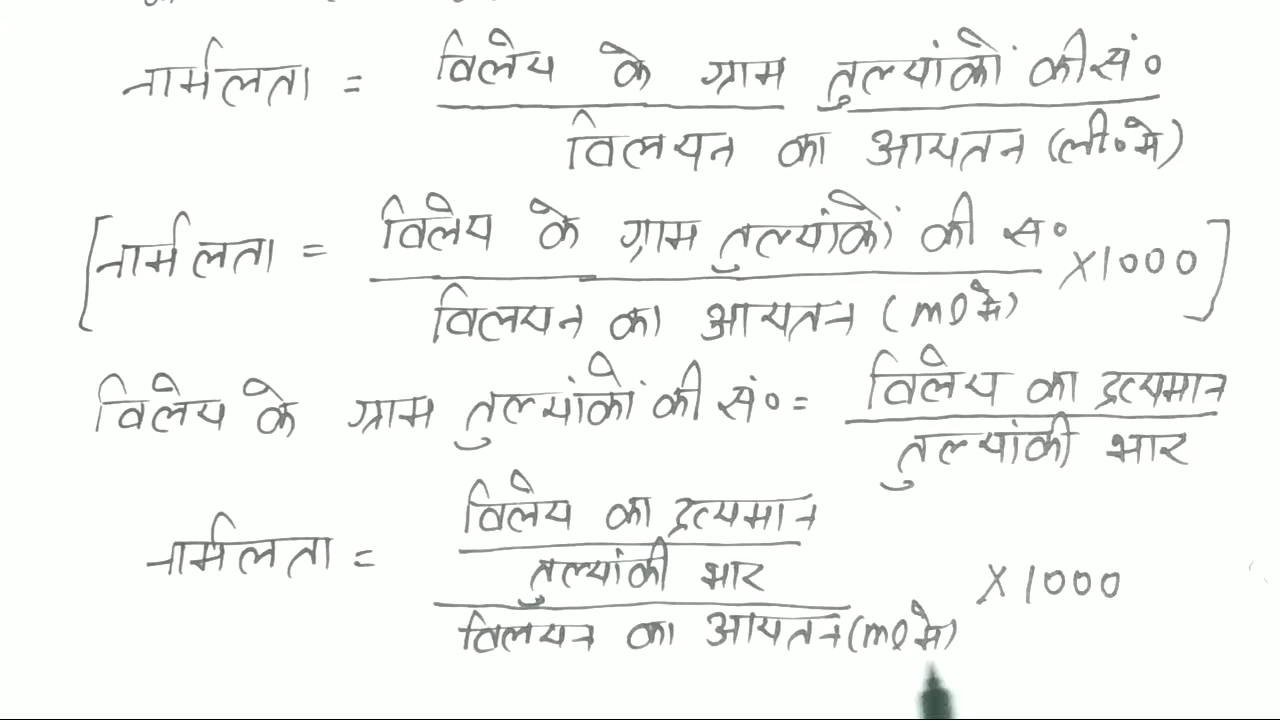 नार्मलता = विलेय के ग्राम तुल्यांकों की सं०
विलयन का आयतन (ली० में)
[नार्मलता = विलेय के ग्राम तुल्यांकों की स० X1000]
विलयन का आयतन (ml में)
विलेय के ग्राम तुल्यांकों की सं० = विलेय का द्रव्यमान
तुल्यांकी भार
नार्मलता = विलेय का द्रव्यमान
तुल्यांकी भार X1000
विलयन का आयतन (ml में)